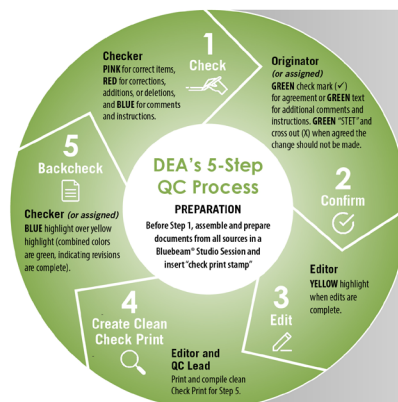 1
Check
Checker
PINK for correct items,
RED for corrections,
additions, or deletions,
and BLUE for comments
and instructions.
Originator
(or assigned)
GREEN check mark (✓)
for agreement or GREEN text
for additional comments and
instructions. GREEN "STET" and
cross out (X) when agreed the
change should not be made.
2
Confirm
Editor
YELLOW highlight
when edits are
complete.
3
Edit
4
Create Clean
Check Print
Editor and
QC Lead
Print and compile clean
Check Print for Step 5.
5
Backcheck
Checker (or assigned)
BLUE highlight over yellow
highlight (combined colors
are green, indicating revisions
are complete).
DEA's 5-Step
QC Process
PREPARATION
Before Step 1, assemble and prepare
documents from all sources in a
Bluebeam® Studio Session and
insert "check print stamp"